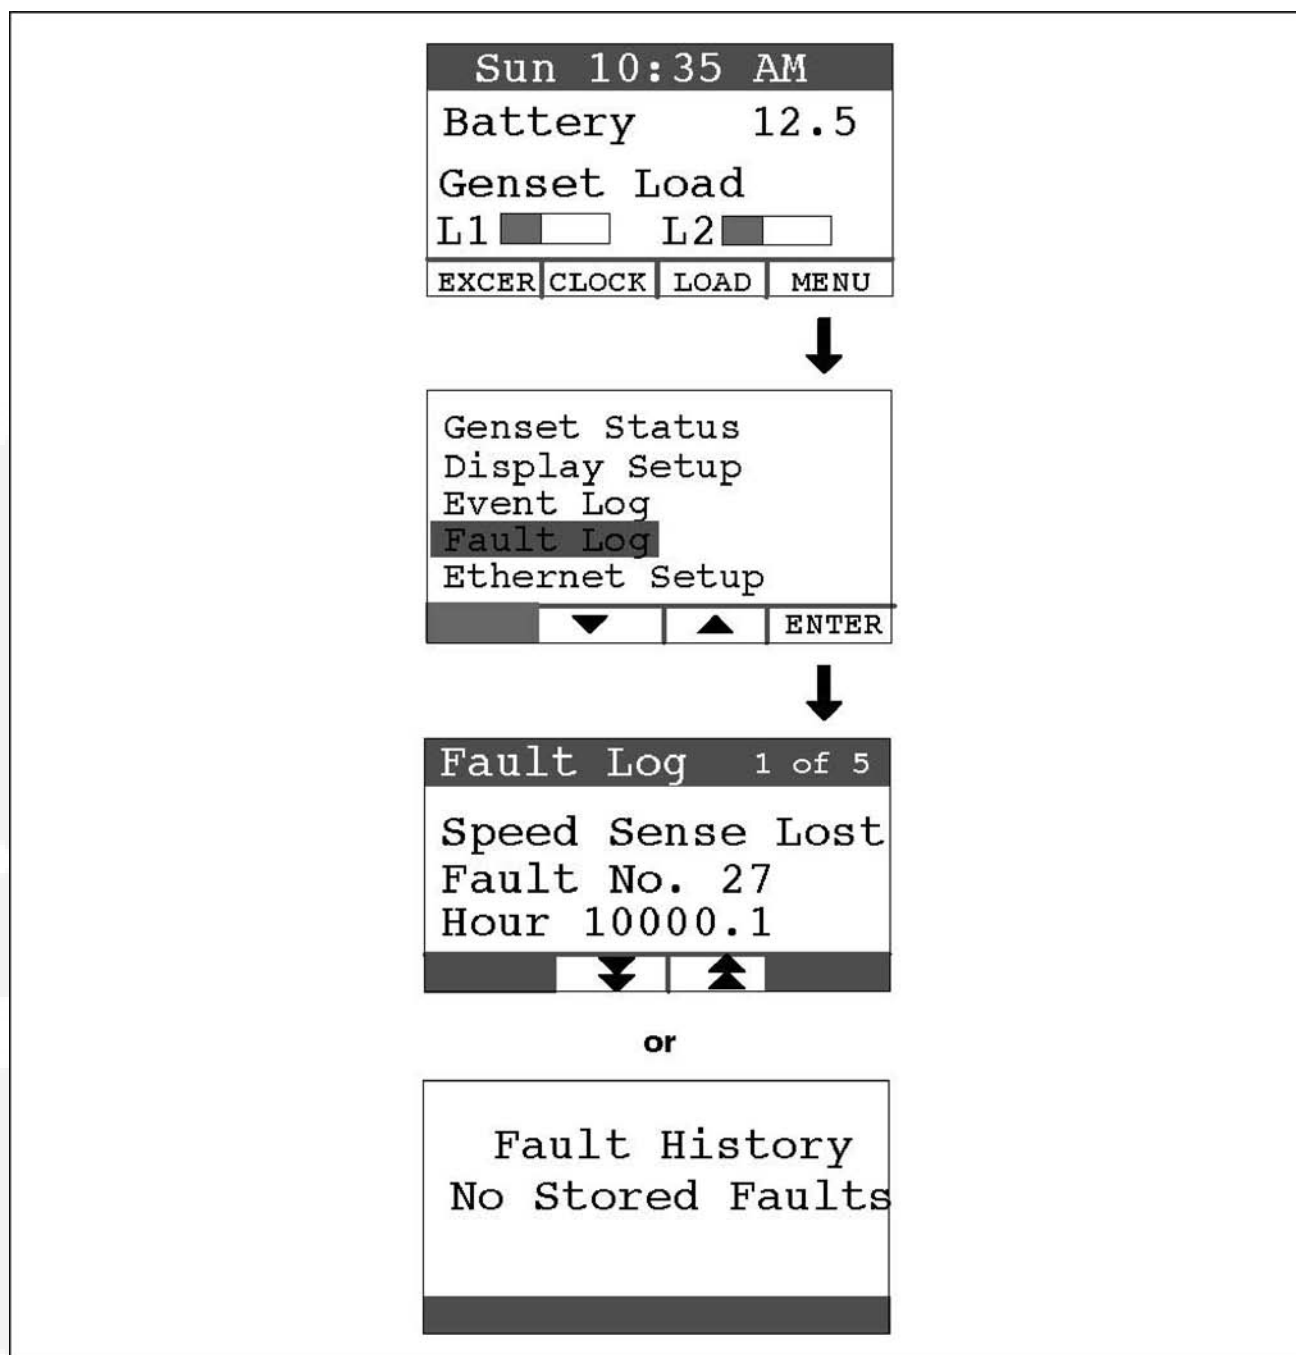 Sun 10:35 AM
Battery 12.5
Genset Load
L1 L2
EXCER CLOCK LOAD MENU
Genset Status
Display Setup
Event Log
Fault Log
Ethernet Setup
ENTER
Fault Log 1 of 5
Speed Sense Lost
Fault No. 27
Hour 10000.1
or
Fault History
No Stored Faults